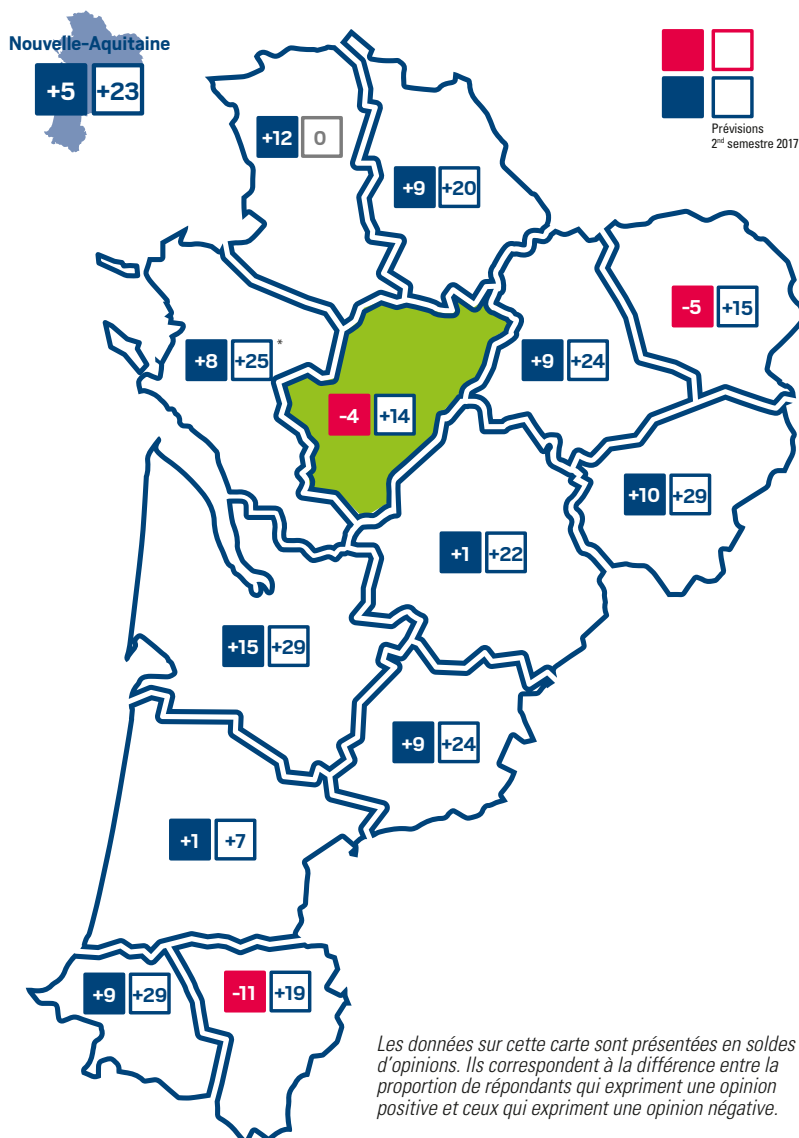 Nouvelle-Aquitaine
+5 +23
Prévisions
2nd semestre 2017
+12 0
+9 +20
-5 +15
+8 +25 *
+9 +24
-4 +14
+10 +29
+1 +22
+15 +29
+9 +24
+1 +7
+9 +29
-11 +19
Les données sur cette carte sont présentées en soldes
d'opinions. Ils correspondent à la différence entre la
proportion de répondants qui expriment une opinion
positive et ceux qui expriment une opinion négative.